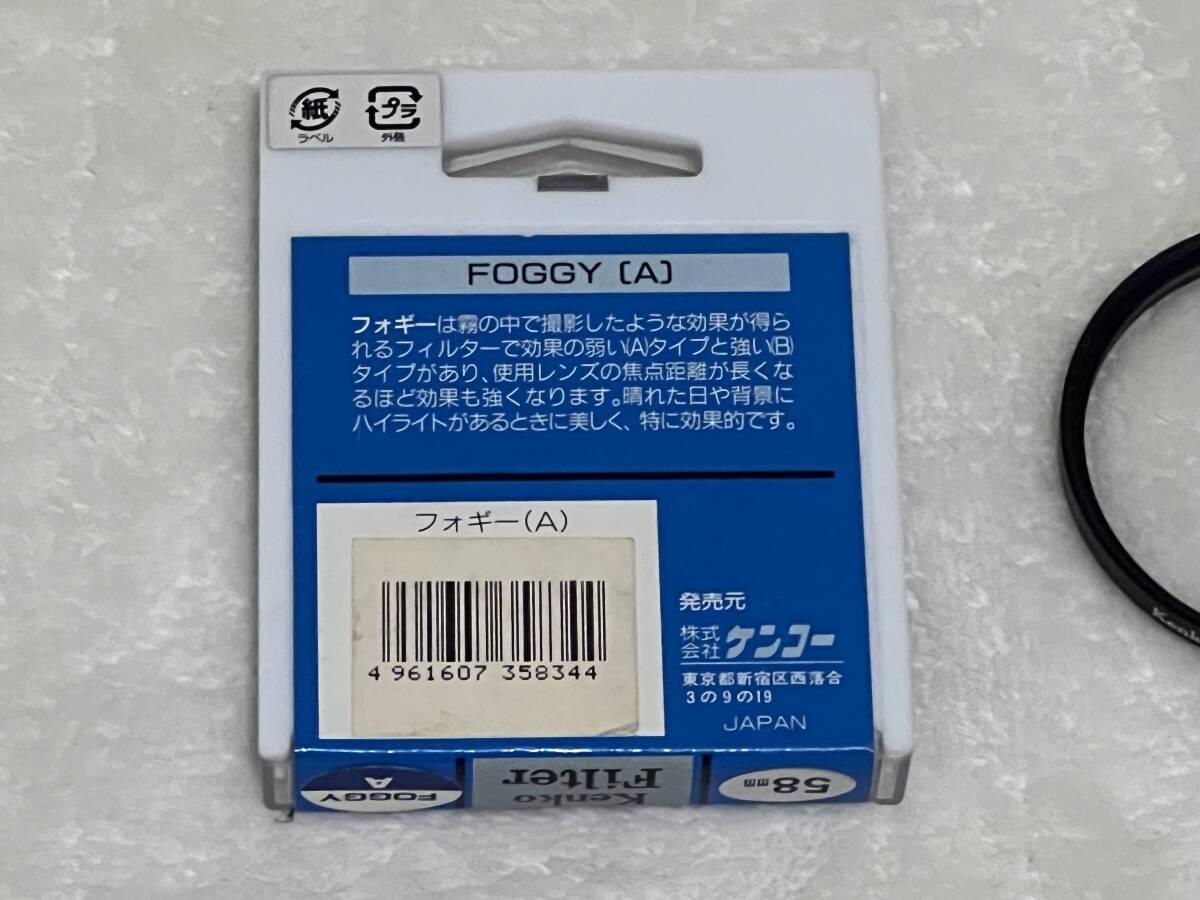 紙
ラベル
プラ
外装
FOGGY [A]
フォギーは霧の中で撮影したような効果が得ら
れるフィルターで効果の弱い(A)タイプと強い(B)
タイプがあり、使用レンズの焦点距離が長くな
るほど効果も強くなります。晴れた日や背景に
ハイライトがあるときに美しく、特に効果的です。
フォギー(A)
4 961607 358344
発売元
株式会社 ケンコー
東京都新宿区西落合
3の9の19
JAPAN
FOGGY
A
Kenko
Filter
58mm